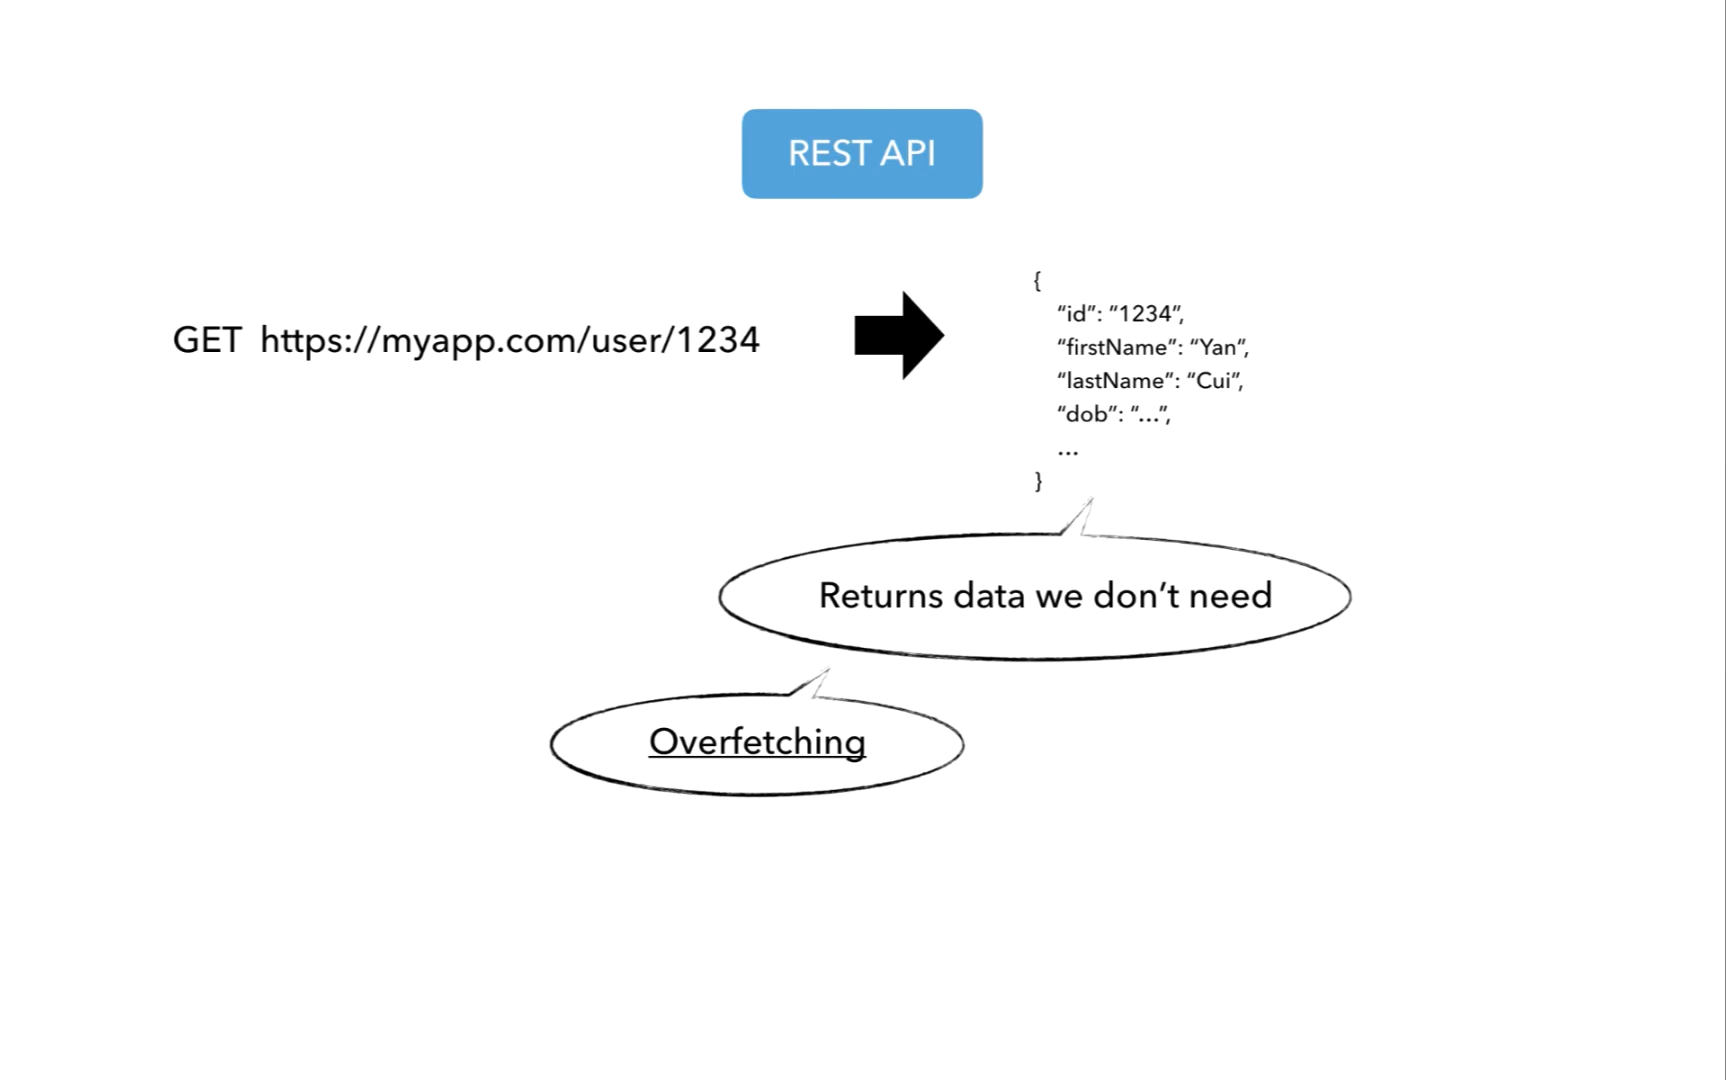 REST API
GET https://myapp.com/user/1234
{
“id”: “1234”,
“firstName”: “Yan”,
“lastName”: “Cui”,
“dob”: “...”,
...
}
Returns data we don’t need
Overfetching